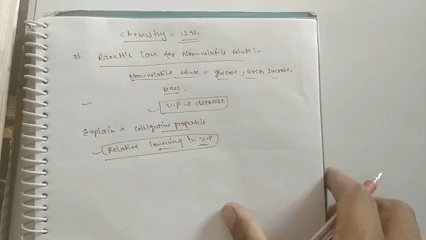 Chemistry - 12th
Raoult's Law for Non-volatile solute:-
Non-volatile solute is glucose, Urea, sucrose,
V.P → decrease
Explain → colligative properties
Relative lowering in V.P